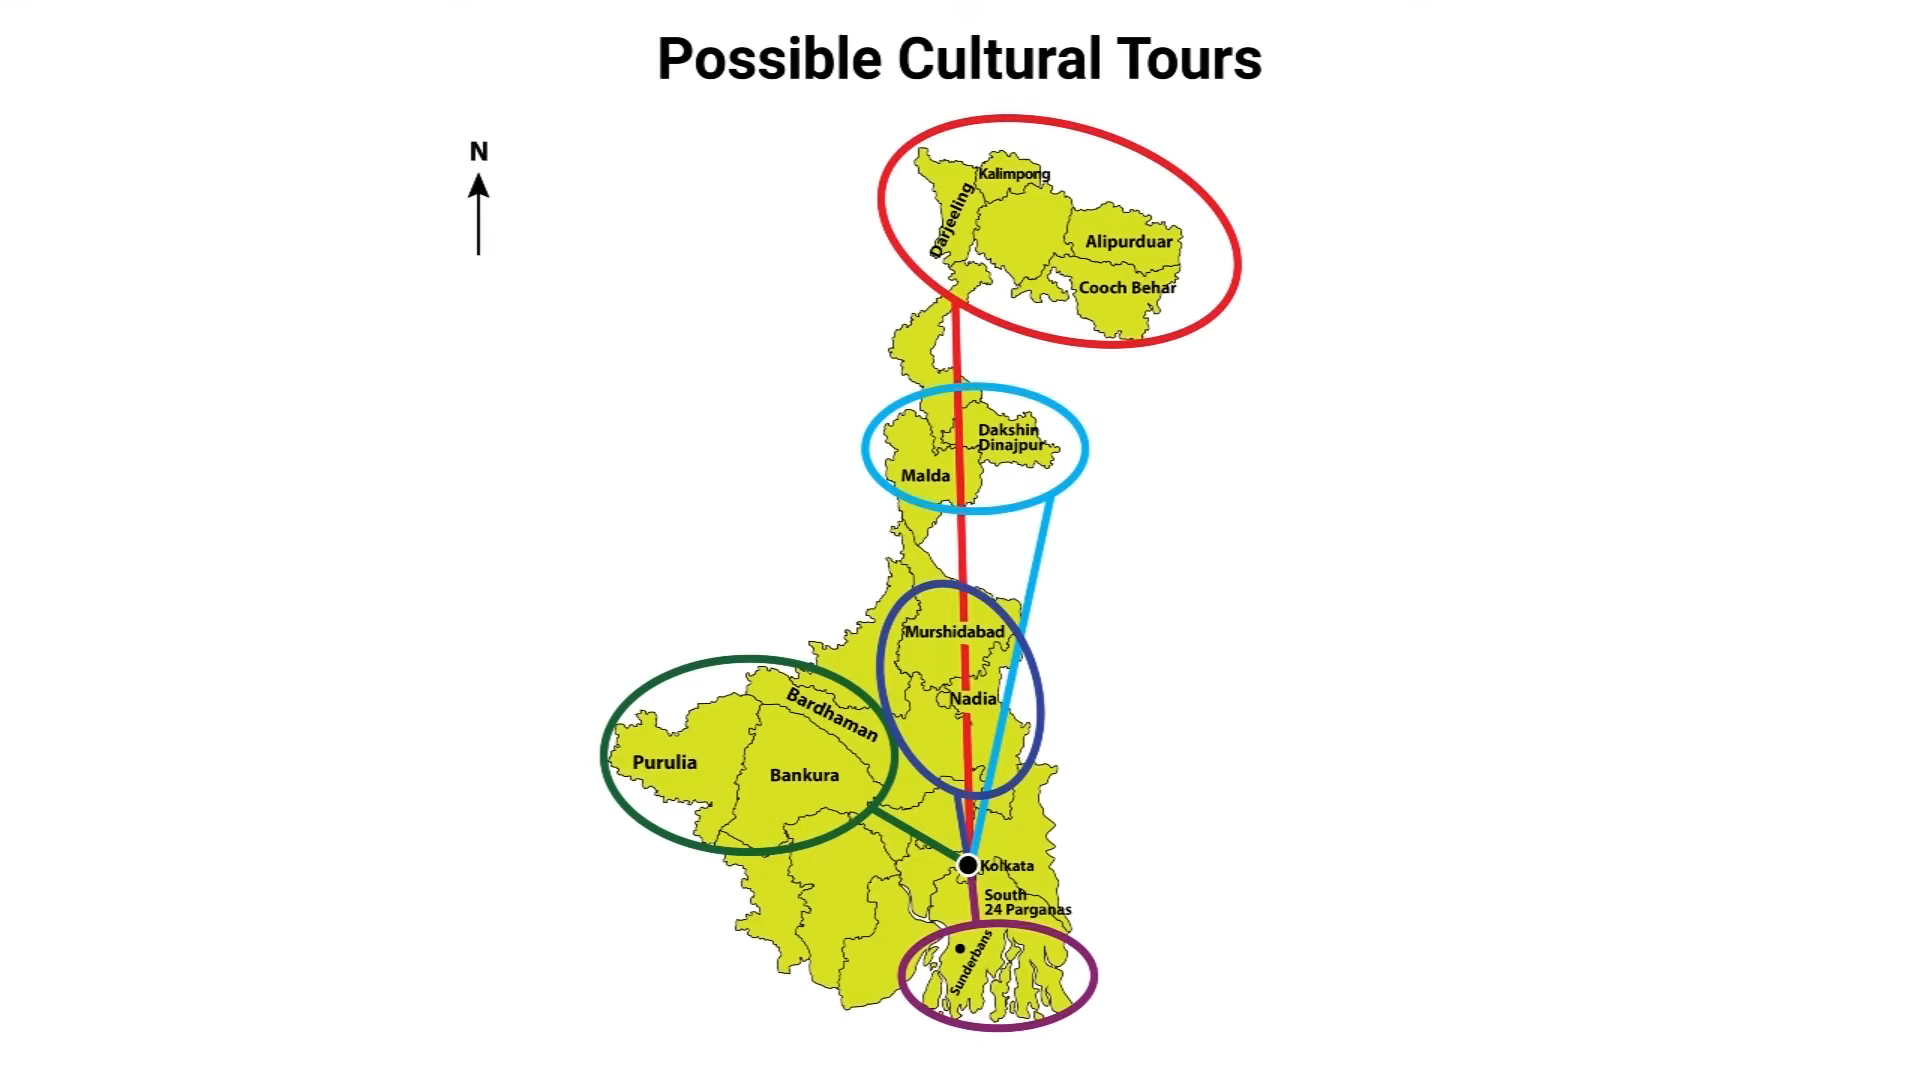 Possible Cultural Tours
N
Kalimpong
Darjeeling
Alipurduar
Cooch Behar
Dakshin
Dinajpur
Malda
Murshidabad
Nadia
Bardhaman
Purulia
Bankura
Kolkata
South
24 Parganas
Sunderbans